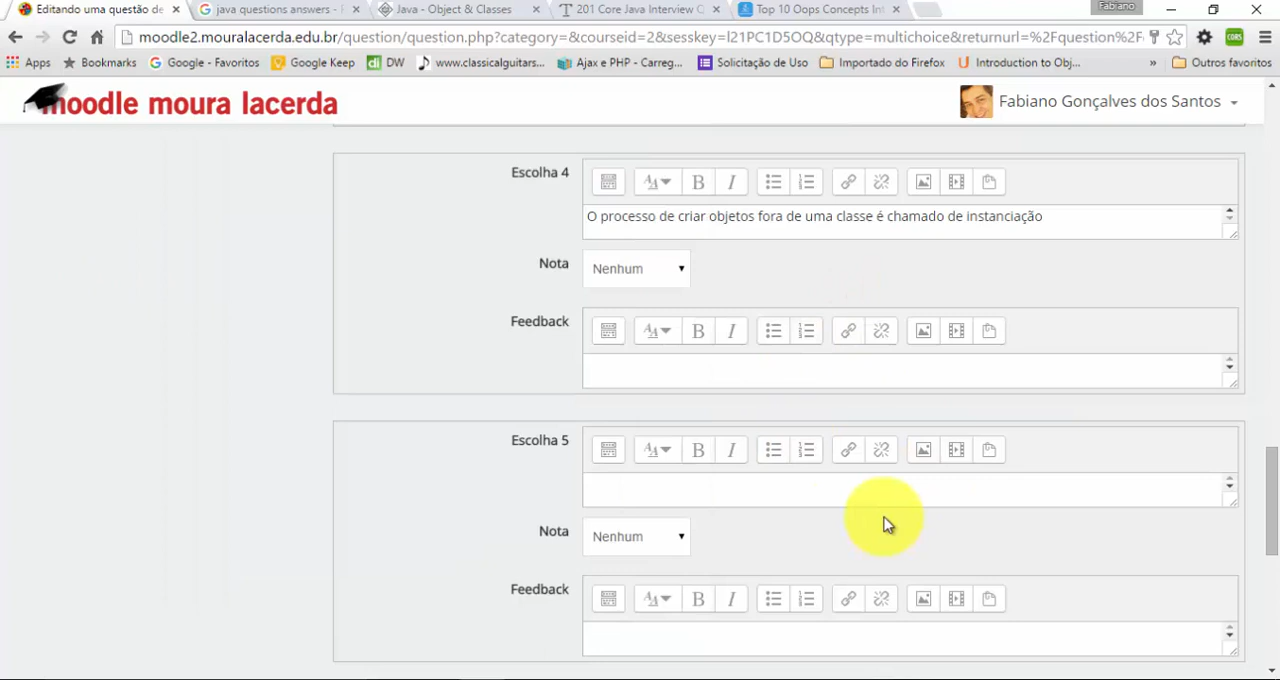 Editando uma questão de
java questions answers -
Java - Object & Classes
201 Core Java Interview
Top 10 Oops Concepts Int
Fabiano
moodle2.mouralacerda.edu.br/question/question.php?category=&courseid=2&sesskey=l21PC1D5OQ&qtype=multichoice&returnurl=%2Fquestion%2F
CORS
Apps
Bookmarks
Google - Favoritos
Google Keep
DW
www.classicalguitars...
Ajax e PHP - Carreg...
Solicitação de Uso
Importado do Firefox
Introduction to Obj...
»
Outros favoritos
moodle moura lacerda
Fabiano Gonçalves dos Santos
Escolha 4
O processo de criar objetos fora de uma classe é chamado de instanciação
Nota
Nenhum
Feedback
Escolha 5
Nota
Nenhum
Feedback